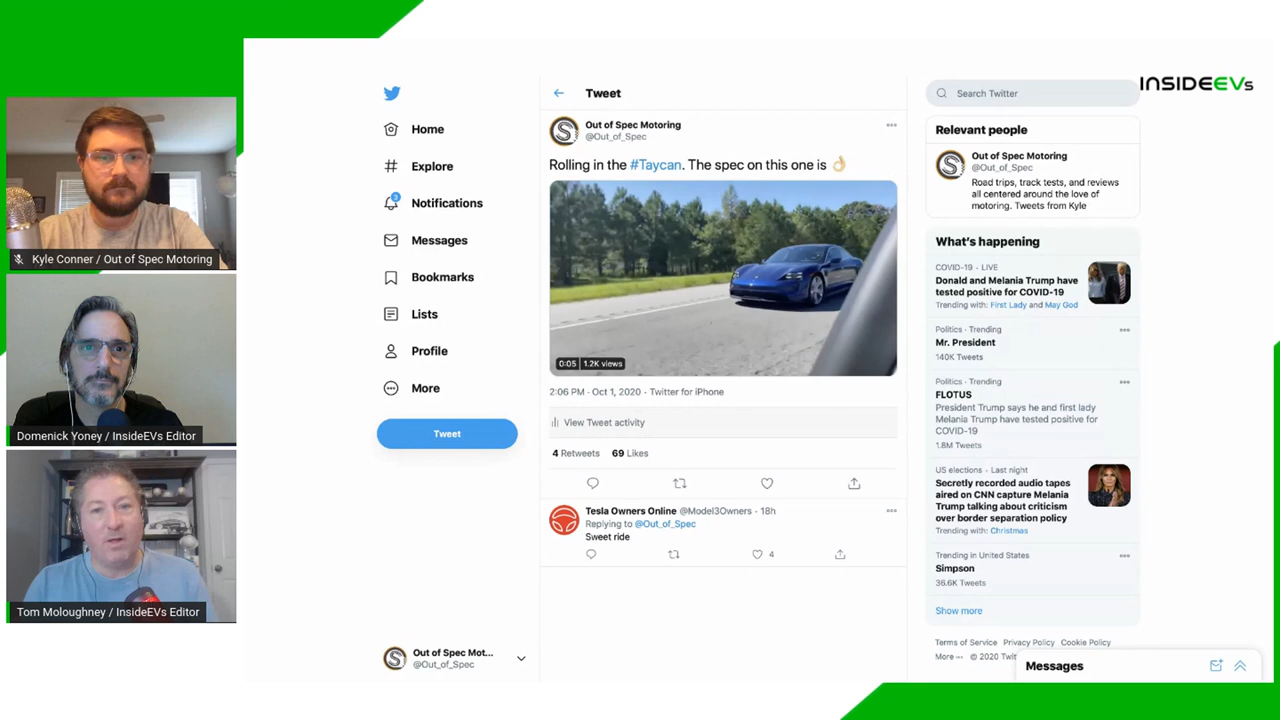 Kyle Conner / Out of Spec Motoring
Domenick Yoney / InsideEVs Editor
Tom Moloughney / InsideEVs Editor
Home
Explore
3
Notifications
Messages
Bookmarks
Lists
Profile
More
Tweet
Out of Spec Mot...
@Out_of_Spec
Tweet
Out of Spec Motoring
@Out_of_Spec
Rolling in the #Taycan. The spec on this one is 👌🏼
0:05 1.2K views
2:06 PM · Oct 1, 2020 · Twitter for iPhone
View Tweet activity
4 Retweets 69 Likes
Tesla Owners Online @Model3Owners · 18h
Replying to @Out_of_Spec
Sweet ride
4
Search Twitter
INSIDEEVs
Relevant people
Out of Spec Motoring
@Out_of_Spec
Road trips, track tests, and reviews
all centered around the love of
motoring. Tweets from Kyle
What's happening
COVID-19 · LIVE
Donald and Melania Trump have
tested positive for COVID-19
Trending with: First Lady and May God
Politics · Trending
Mr. President
140K Tweets
Politics · Trending
FLOTUS
President Trump says he and first lady
Melania Trump have tested positive for
COVID-19
1.8M Tweets
US elections · Last night
Secretly recorded audio tapes
aired on CNN capture Melania
Trump talking about criticism
over border separation policy
Trending with: Christmas
Trending in United States
Simpson
36.6K Tweets
Show more
Terms of Service Privacy Policy Cookie Policy
More ··· © 2020
Messages